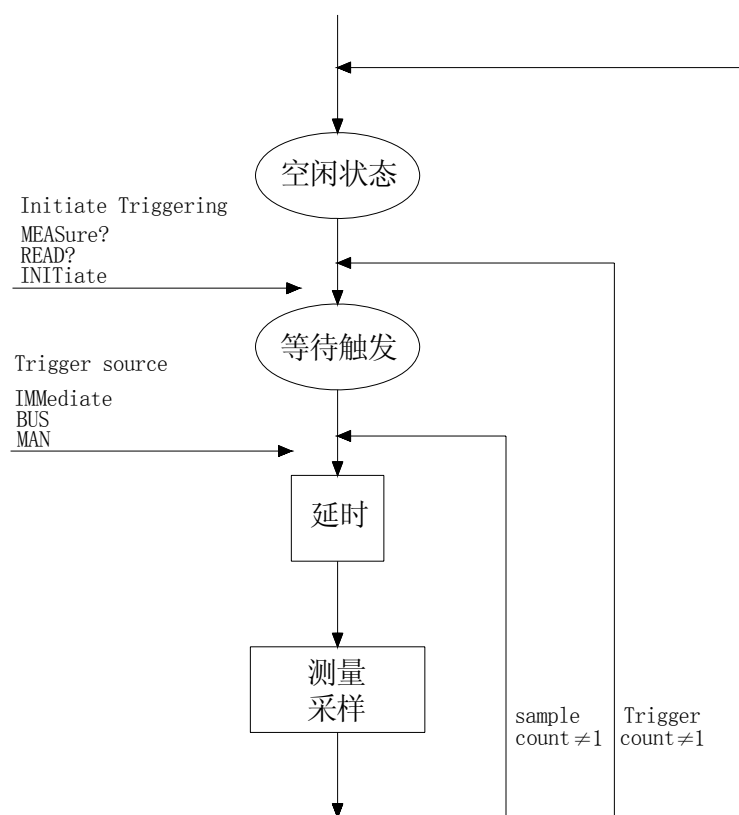 空闲状态
Initiate Triggering
MEASure?
READ?
INITiate
等待触发
Trigger source
IMMediate
BUS
MAN
延时
测量
采样
sample
count≠1
Trigger
count≠1